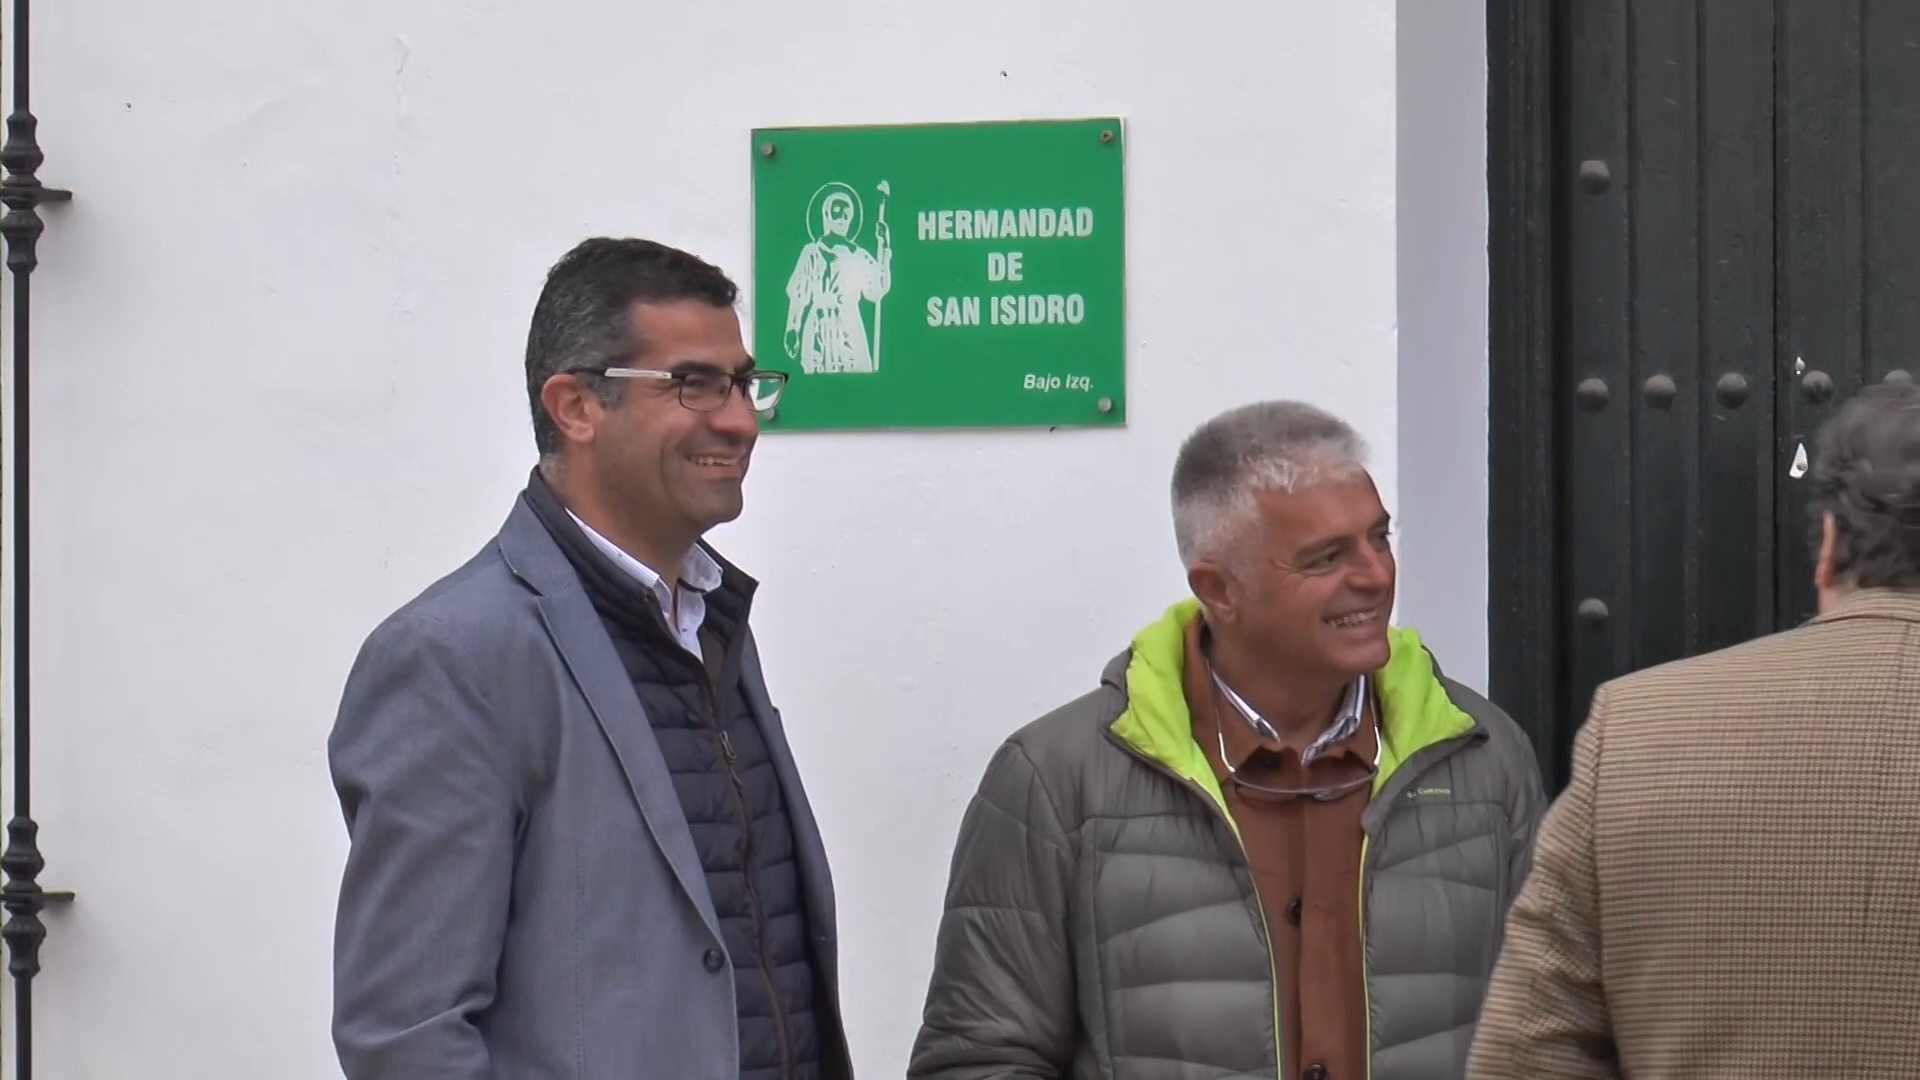 HERMANDAD
DE
SAN ISIDRO
Bajo Izq.